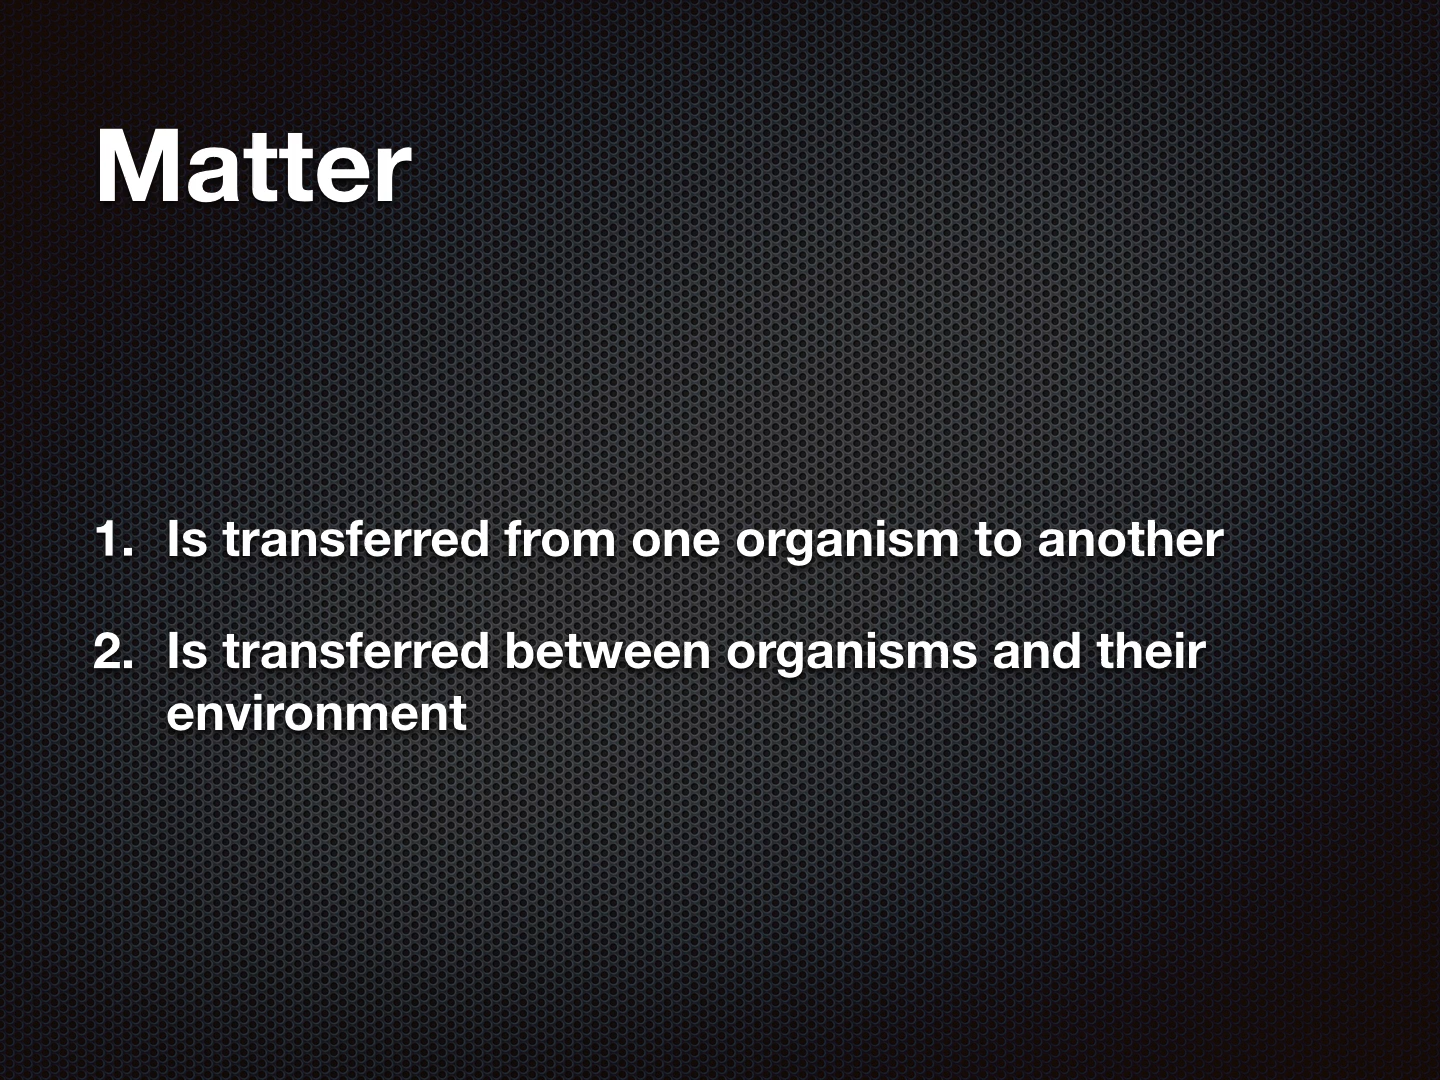 Matter
1. Is transferred from one organism to another
2. Is transferred between organisms and their
environment